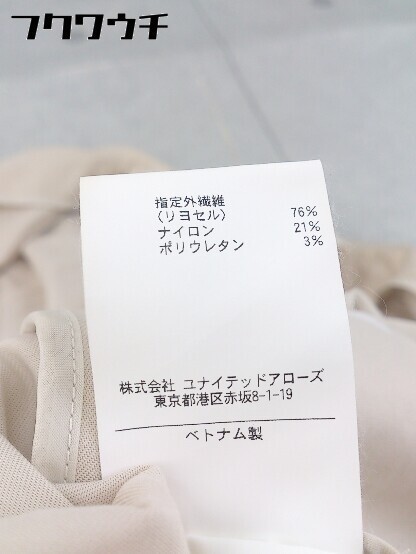 フクワウチ
指定外繊維
(リヨセル) 76%
ナイロン 21%
ポリウレタン 3%
株式会社 ユナイテッドアローズ
東京都港区赤坂8-1-19
ベトナム製